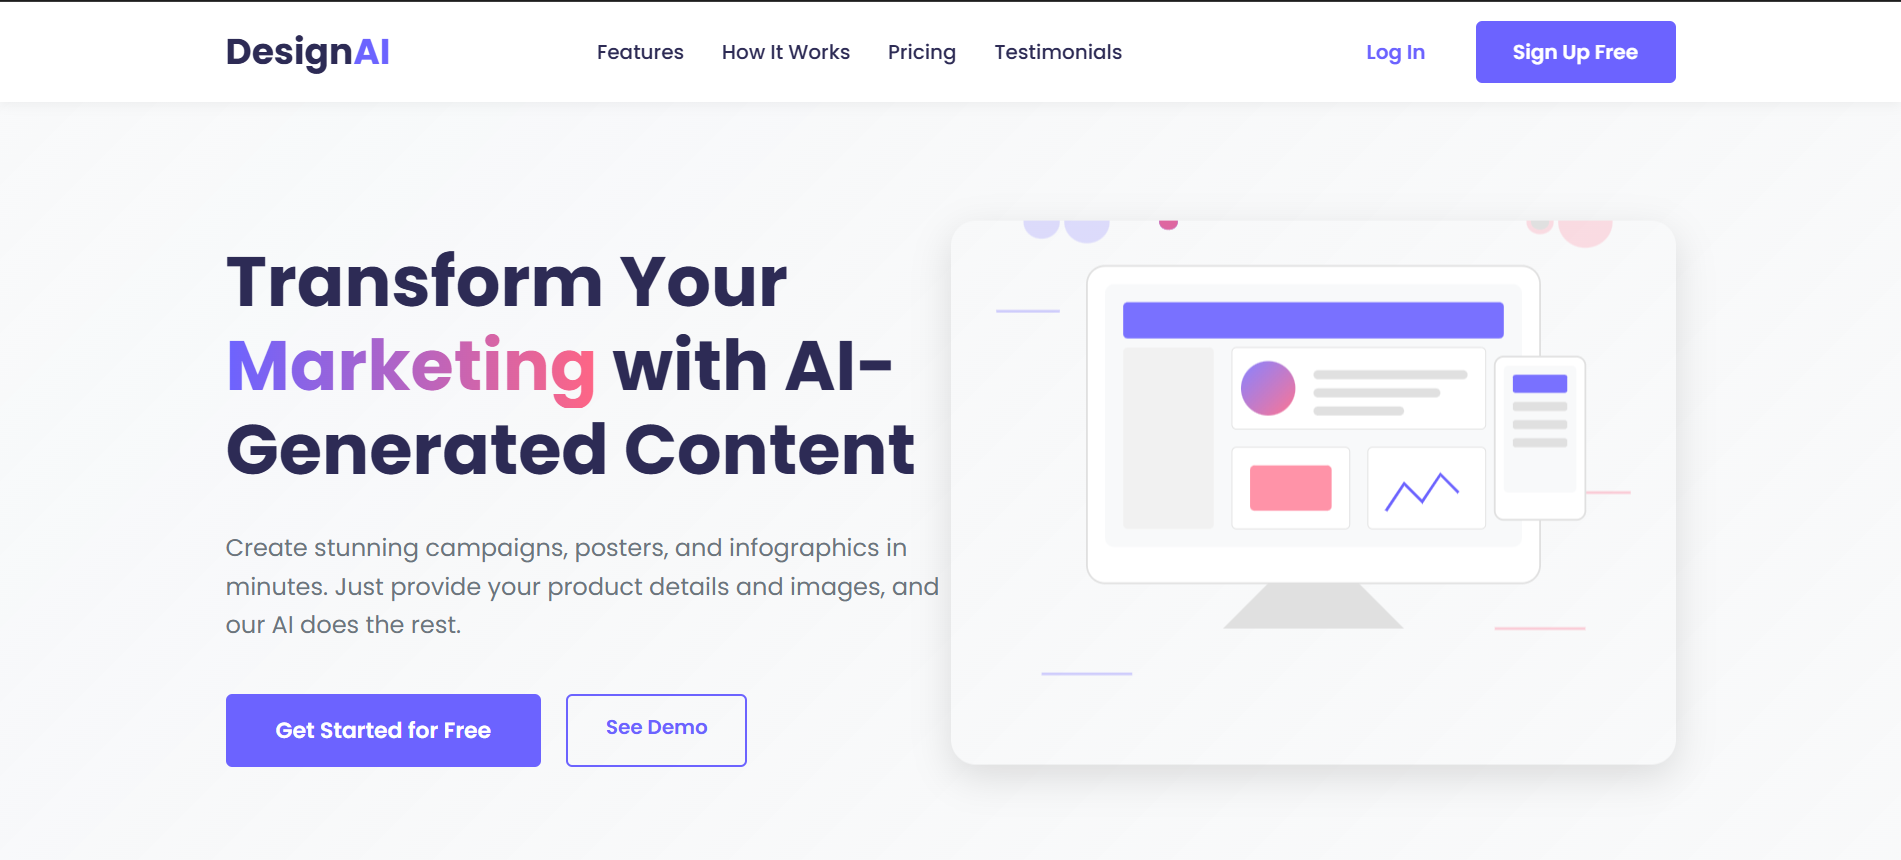 DesignAI
Features
How It Works
Pricing
Testimonials
Log In
Sign Up Free
Transform Your
Marketing with AI-
Generated Content
Create stunning campaigns, posters, and infographics in
minutes. Just provide your product details and images, and
our AI does the rest.
Get Started for Free
See Demo